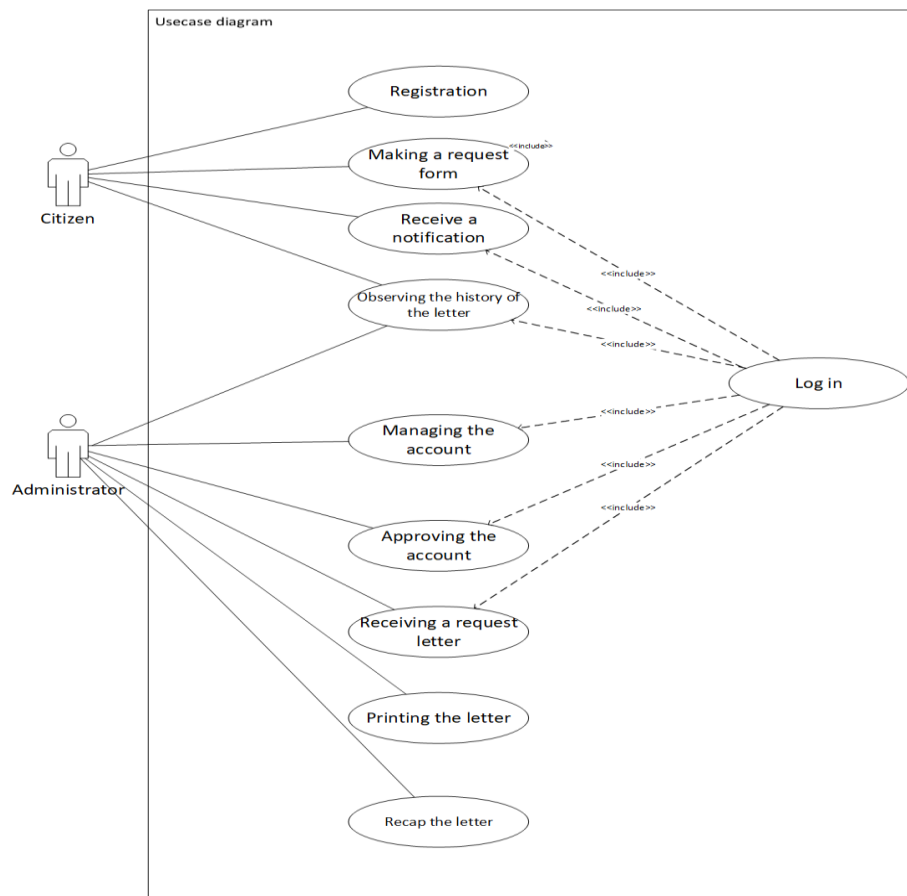 Usecase diagram
Registration
<<include>>
Making a request
form
Citizen
Receive a
notification
<<include>>
Observing the history of
the letter
<<include>>
<<include>>
Log in
<<include>>
Managing the
account
Administrator
<<include>>
Approving the
account
<<include>>
Receiving a request
letter
Printing the letter
Recap the letter